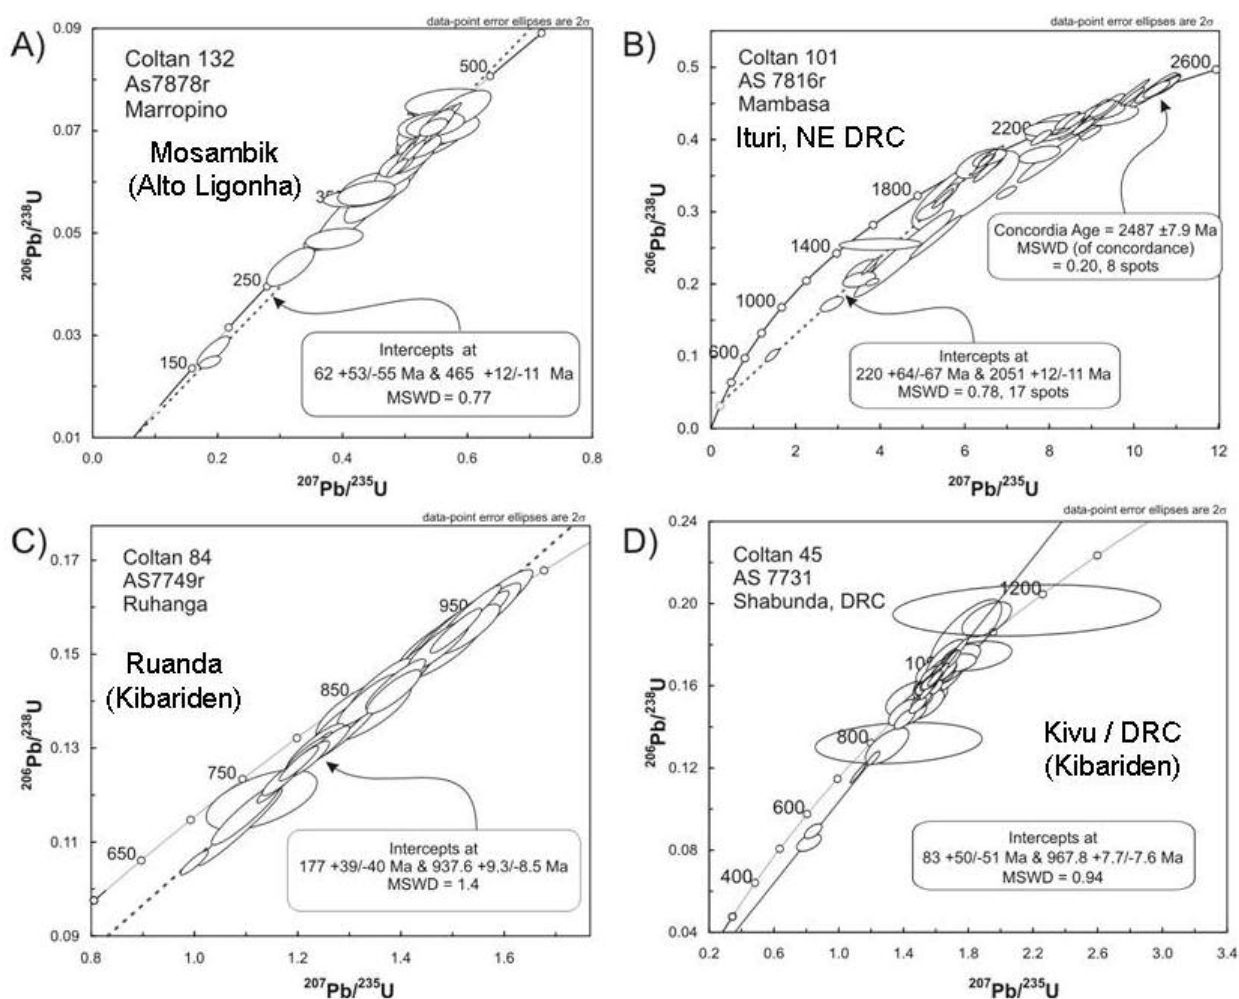 data-point error ellipses are 2σ
A)
Coltan 132
As7878r
Marropino
Mosambik
(Alto Ligonha)
500
250
150
Intercepts at
62 +53/-55 Ma & 465 +12/-11 Ma
MSWD = 0.77
0.09
0.07
0.05
0.03
0.01
0.0
0.2
0.4
0.6
0.8
206Pb/238U
207Pb/235U
data-point error ellipses are 2σ
B)
Coltan 101
AS 7816r
Mambasa
Ituri, NE DRC
2600
2200
1800
1400
1000
600
Concordia Age = 2487 ±7.9 Ma
MSWD (of concordance)
= 0.20, 8 spots
Intercepts at
220 +64/-67 Ma & 2051 +12/-11 Ma
MSWD = 0.78, 17 spots
0.5
0.4
0.3
0.2
0.1
0.0
0
2
4
6
8
10
12
206Pb/238U
207Pb/235U
data-point error ellipses are 2σ
C)
Coltan 84
AS7749r
Ruhanga
Ruanda
(Kibariden)
950
850
750
650
Intercepts at
177 +39/-40 Ma & 937.6 +9.3/-8.5 Ma
MSWD = 1.4
0.17
0.15
0.13
0.11
0.09
0.8
1.0
1.2
1.4
1.6
206Pb/238U
207Pb/235U
data-point error ellipses are 2σ
D)
Coltan 45
AS 7731
Shabunda, DRC
Kivu / DRC
(Kibariden)
1200
800
600
400
Intercepts at
83 +50/-51 Ma & 967.8 +7.7/-7.6 Ma
MSWD = 0.94
0.24
0.20
0.16
0.12
0.08
0.04
0.2
0.6
1.0
1.4
1.8
2.2
2.6
3.0
3.4
206Pb/238U
207Pb/235U